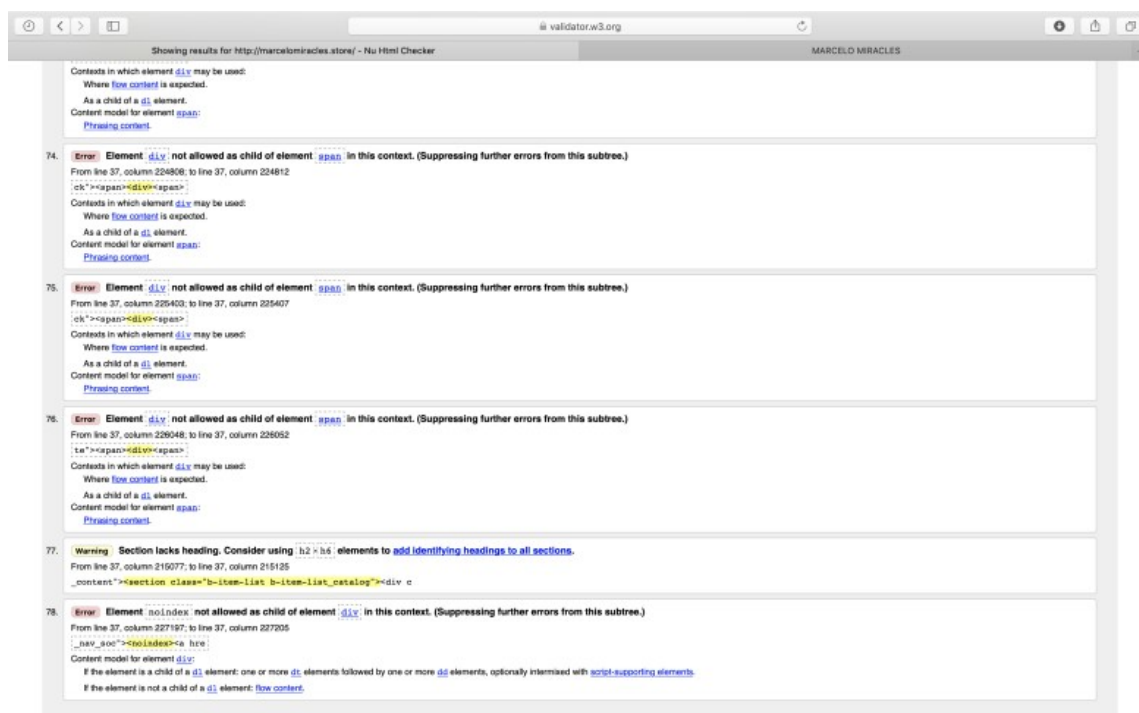 validator.w3.org
Showing results for http://marcelomiracles.store/ - Nu Html Checker
MARCELO MIRACLES
Contexts in which element div may be used:
Where flow content is expected.
As a child of a dl element.
Content model for element span:
Phrasing content.
74. Error Element div not allowed as child of element span in this context. (Suppressing further errors from this subtree.)
From line 37, column 224808; to line 37, column 224812
ck"><span><div><span>
Contexts in which element div may be used:
Where flow content is expected.
As a child of a dl element.
Content model for element span:
Phrasing content.
75. Error Element div not allowed as child of element span in this context. (Suppressing further errors from this subtree.)
From line 37, column 225403; to line 37, column 225407
ck"><span><div><span>
Contexts in which element div may be used:
Where flow content is expected.
As a child of a dl element.
Content model for element span:
Phrasing content.
76. Error Element div not allowed as child of element span in this context. (Suppressing further errors from this subtree.)
From line 37, column 226048; to line 37, column 226052
te"><span><div><span>
Contexts in which element div may be used:
Where flow content is expected.
As a child of a dl element.
Content model for element span:
Phrasing content.
77. Warning Section lacks heading. Consider using h2-h6 elements to add identifying headings to all sections.
From line 37, column 215077; to line 37, column 215125
_content"><section class="b-item-list b-item-list_catalog"><div c
78. Error Element noindex not allowed as child of element div in this context. (Suppressing further errors from this subtree.)
From line 37, column 227197; to line 37, column 227205
_nav_soc"><noindex><a hre
Content model for element div:
If the element is a child of a dl element: one or more dt elements followed by one or more dd elements, optionally intermixed with script-supporting elements.
If the element is not a child of a dl element: flow content.